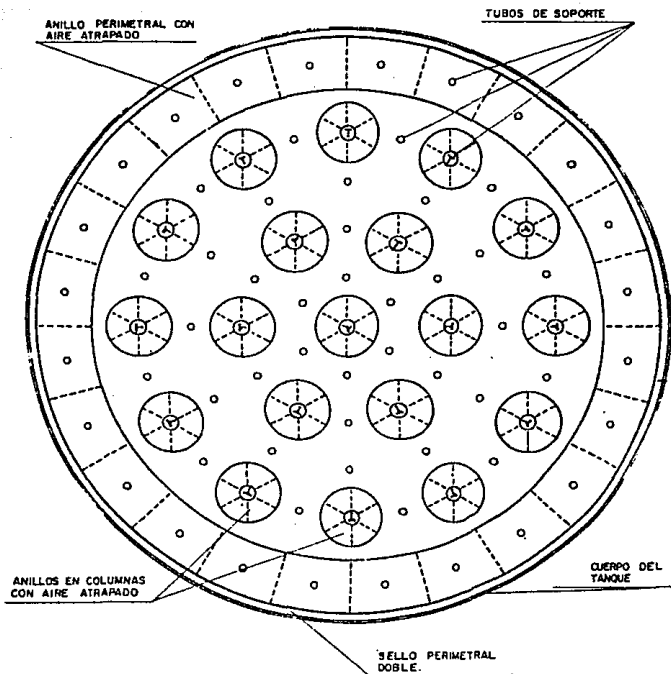 TUBOS DE SOPORTE
ANILLO PERIMETRAL CON
AIRE ATRAPADO
ANILLOS EN COLUMNAS
CON AIRE ATRAPADO
CUERPO DEL
TANQUE
SELLO PERIMETRAL
DOBLE.